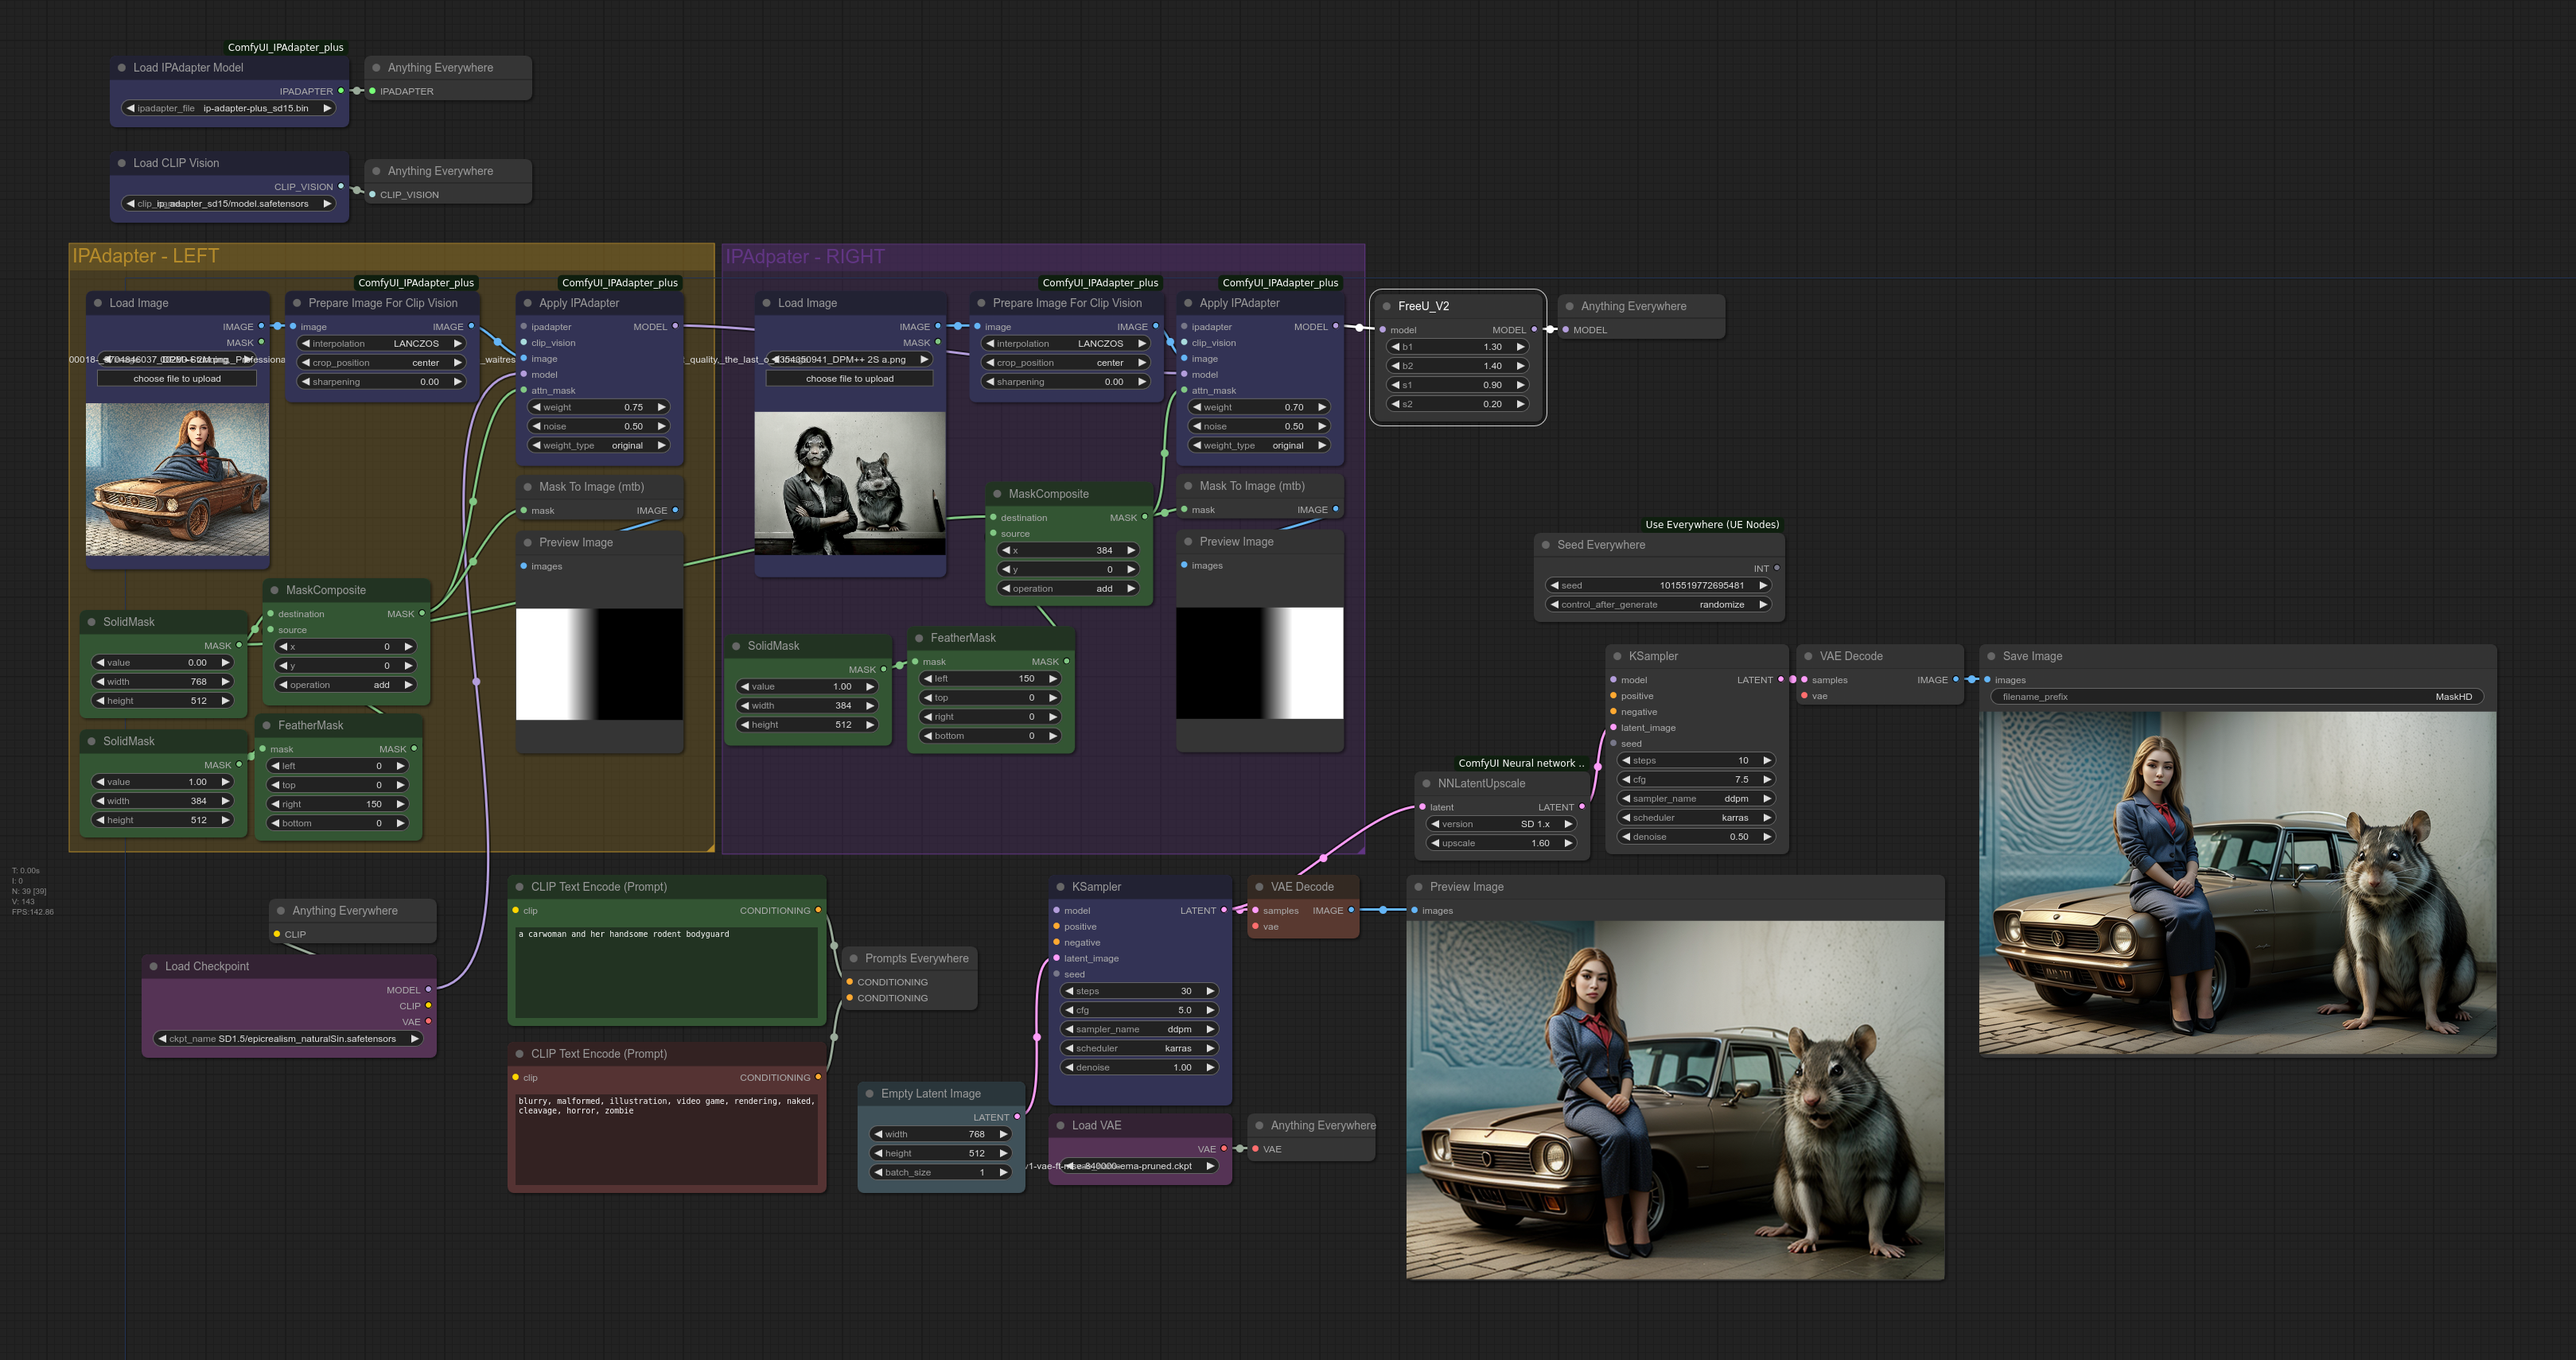 ComfyUI_IPAdapter_plus
Load IPAdapter Model
IPADAPTER
ipadapter_file ip-adapter-plus_sd15.bin
Anything Everywhere
IPADAPTER
Load CLIP Vision
CLIP_VISION
adapter_sd15/model.safetensors
Anything Everywhere
CLIP_VISION
IPAdapter - LEFT
Load Image
IMAGE
MASK
choose file to upload
ComfyUI_IPAdapter_plus
Prepare Image For Clip Vision
image IMAGE
interpolation LANCZOS
crop_position center
sharpening 0.00
ComfyUI_IPAdapter_plus
Apply IPAdapter
ipadapter MODEL
clip_vision
image
model
attn_mask
weight 0.75
noise 0.50
weight_type original
Mask To Image (mtb)
mask IMAGE
Preview Image
images
MaskComposite
destination MASK
source
x 0
y 0
operation add
SolidMask
MASK
value 0.00
width 768
height 512
FeatherMask
mask MASK
left 0
top 0
right 150
bottom 0
SolidMask
MASK
value 1.00
width 384
height 512
IPAdpater - RIGHT
Load Image
IMAGE
MASK
_DPM++ 2S a.png
choose file to upload
ComfyUI_IPAdapter_plus
Prepare Image For Clip Vision
image IMAGE
interpolation LANCZOS
crop_position center
sharpening 0.00
ComfyUI_IPAdapter_plus
Apply IPAdapter
ipadapter MODEL
clip_vision
image
model
attn_mask
weight 0.70
noise 0.50
weight_type original
MaskComposite
destination MASK
source
x 384
y 0
operation add
Mask To Image (mtb)
mask IMAGE
Preview Image
images
SolidMask
MASK
value 1.00
width 384
height 512
FeatherMask
mask MASK
left 150
top 0
right 0
bottom 0
FreeU_V2
model MODEL
b1 1.30
b2 1.40
s1 0.90
s2 0.20
Anything Everywhere
MODEL
Use Everywhere (UE Nodes)
Seed Everywhere
INT
seed 1015519772695481
control_after_generate randomize
KSampler
model LATENT
positive
negative
latent_image
seed
steps 10
cfg 7.5
sampler_name ddpm
scheduler karras
denoise 0.50
VAE Decode
samples IMAGE
vae
Save Image
images
filename_prefix MaskHD
ComfyUI Neural network ..
NNLatentUpscale
latent LATENT
version SD 1.x
upscale 1.60
T: 0.00s
I: 0
N: 39 [39]
V: 143
FPS:142.86
Anything Everywhere
CLIP
Load Checkpoint
MODEL
CLIP
VAE
ckpt_name SD1.5/epicrealism_naturalSin.safetensors
CLIP Text Encode (Prompt)
clip CONDITIONING
a carwoman and her handsome rodent bodyguard
CLIP Text Encode (Prompt)
clip CONDITIONING
blurry, malformed, illustration, video game, rendering, naked,
cleavage, horror, zombie
Prompts Everywhere
CONDITIONING
CONDITIONING
Empty Latent Image
LATENT
width 768
height 512
batch_size 1
KSampler
model LATENT
positive
negative
latent_image
seed
steps 30
cfg 5.0
sampler_name ddpm
scheduler karras
denoise 1.00
Load VAE
VAE
ema-pruned.ckpt
VAE Decode
samples IMAGE
vae
Anything Everywhere
VAE
Preview Image
images